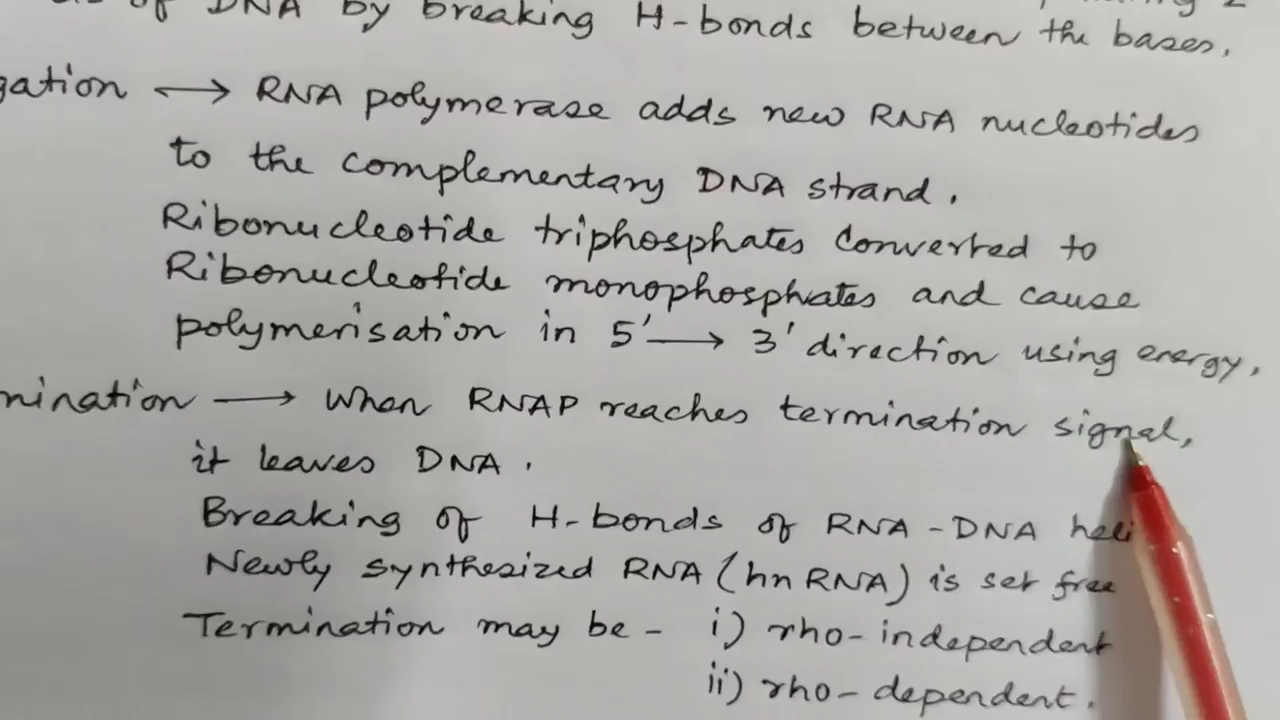 of DNA by breaking H-bonds between the bases.
gation ⟷ RNA polymerase adds new RNA nucleotides
to the complementary DNA strand.
Ribonucleotide triphosphates converted to
Ribonucleotide monophosphates and cause
polymerisation in 5' → 3' direction using energy.
mination → When RNAP reaches termination signal,
it leaves DNA.
Breaking of H-bonds of RNA-DNA heli
Newly synthesized RNA (hn RNA) is set free
Termination may be - i) rho-independent
ii) rho-dependent.